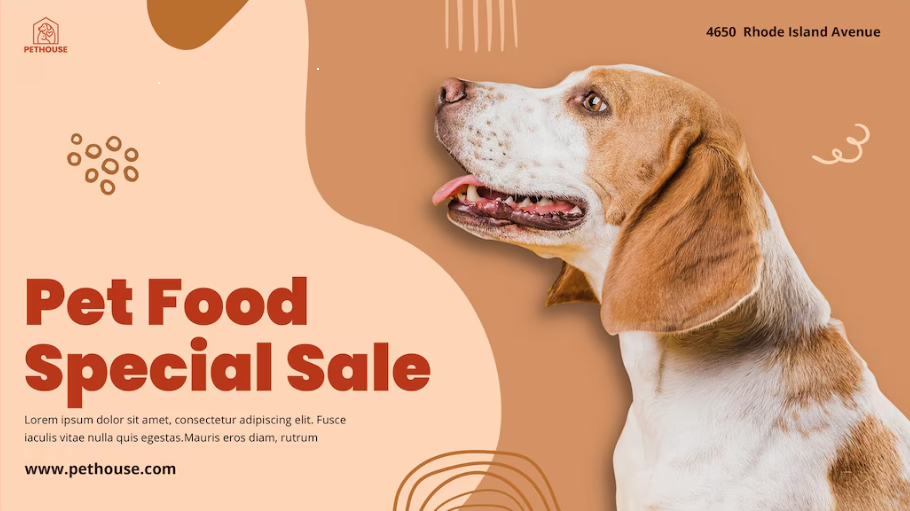 PETHOUSE
4650 Rhode Island Avenue
Pet Food
Special Sale
Lorem ipsum dolor sit amet, consectetur adipiscing elit. Fusce
iaculis vitae nulla quis egestas.Mauris eros diam, rutrum
www.pethouse.com